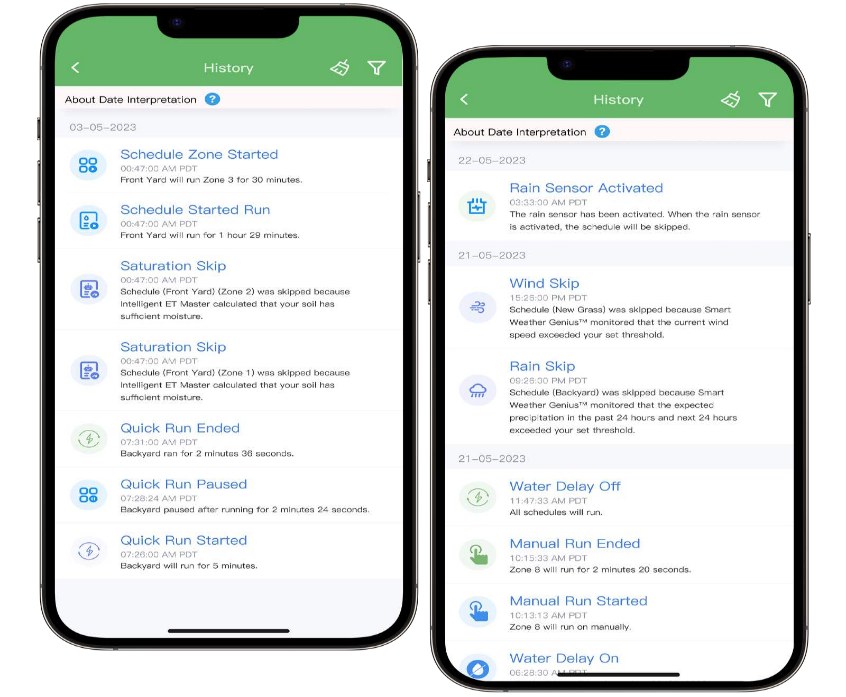 History
About Date Interpretation ?
03-05-2023
Schedule Zone Started
00:47:00 AM PDT
Front Yard will run Zone 3 for 30 minutes.
Schedule Started Run
00:47:00 AM PDT
Front Yard will run for 1 hour 29 minutes.
Saturation Skip
00:47:00 AM PDT
Schedule (Front Yard) (Zone 2) was skipped because
Intelligent ET Master calculated that your soil has
sufficient moisture.
Saturation Skip
00:47:00 AM PDT
Schedule (Front Yard) (Zone 1) was skipped because
Intelligent ET Master calculated that your soil has
sufficient moisture.
Quick Run Ended
07:31:00 AM PDT
Backyard ran for 2 minutes 36 seconds.
Quick Run Paused
07:28:24 AM PDT
Backyard paused after running for 2 minutes 24 seconds.
Quick Run Started
07:26:00 AM PDT
Backyard will run for 5 minutes.
History
About Date Interpretation ?
22-05-2023
Rain Sensor Activated
03:33:00 AM PDT
The rain sensor has been activated. When the rain sensor
is activated, the schedule will be skipped.
21-05-2023
Wind Skip
15:28:00 PM PDT
Schedule (New Grass) was skipped because Smart
Weather Genius™ monitored that the current wind
speed exceeded your set threshold.
Rain Skip
09:28:00 PM PDT
Schedule (Backyard) was skipped because Smart
Weather Genius™ monitored that the expected
precipitation in the past 24 hours and next 24 hours
exceeded your set threshold.
21-05-2023
Water Delay Off
11:47:33 AM PDT
All schedules will run.
Manual Run Ended
10:15:33 AM PDT
Zone 8 will run for 2 minutes 20 seconds.
Manual Run Started
10:13:13 AM PDT
Zone 8 will run on manually.
Water Delay On
06:28:30 AM PDT